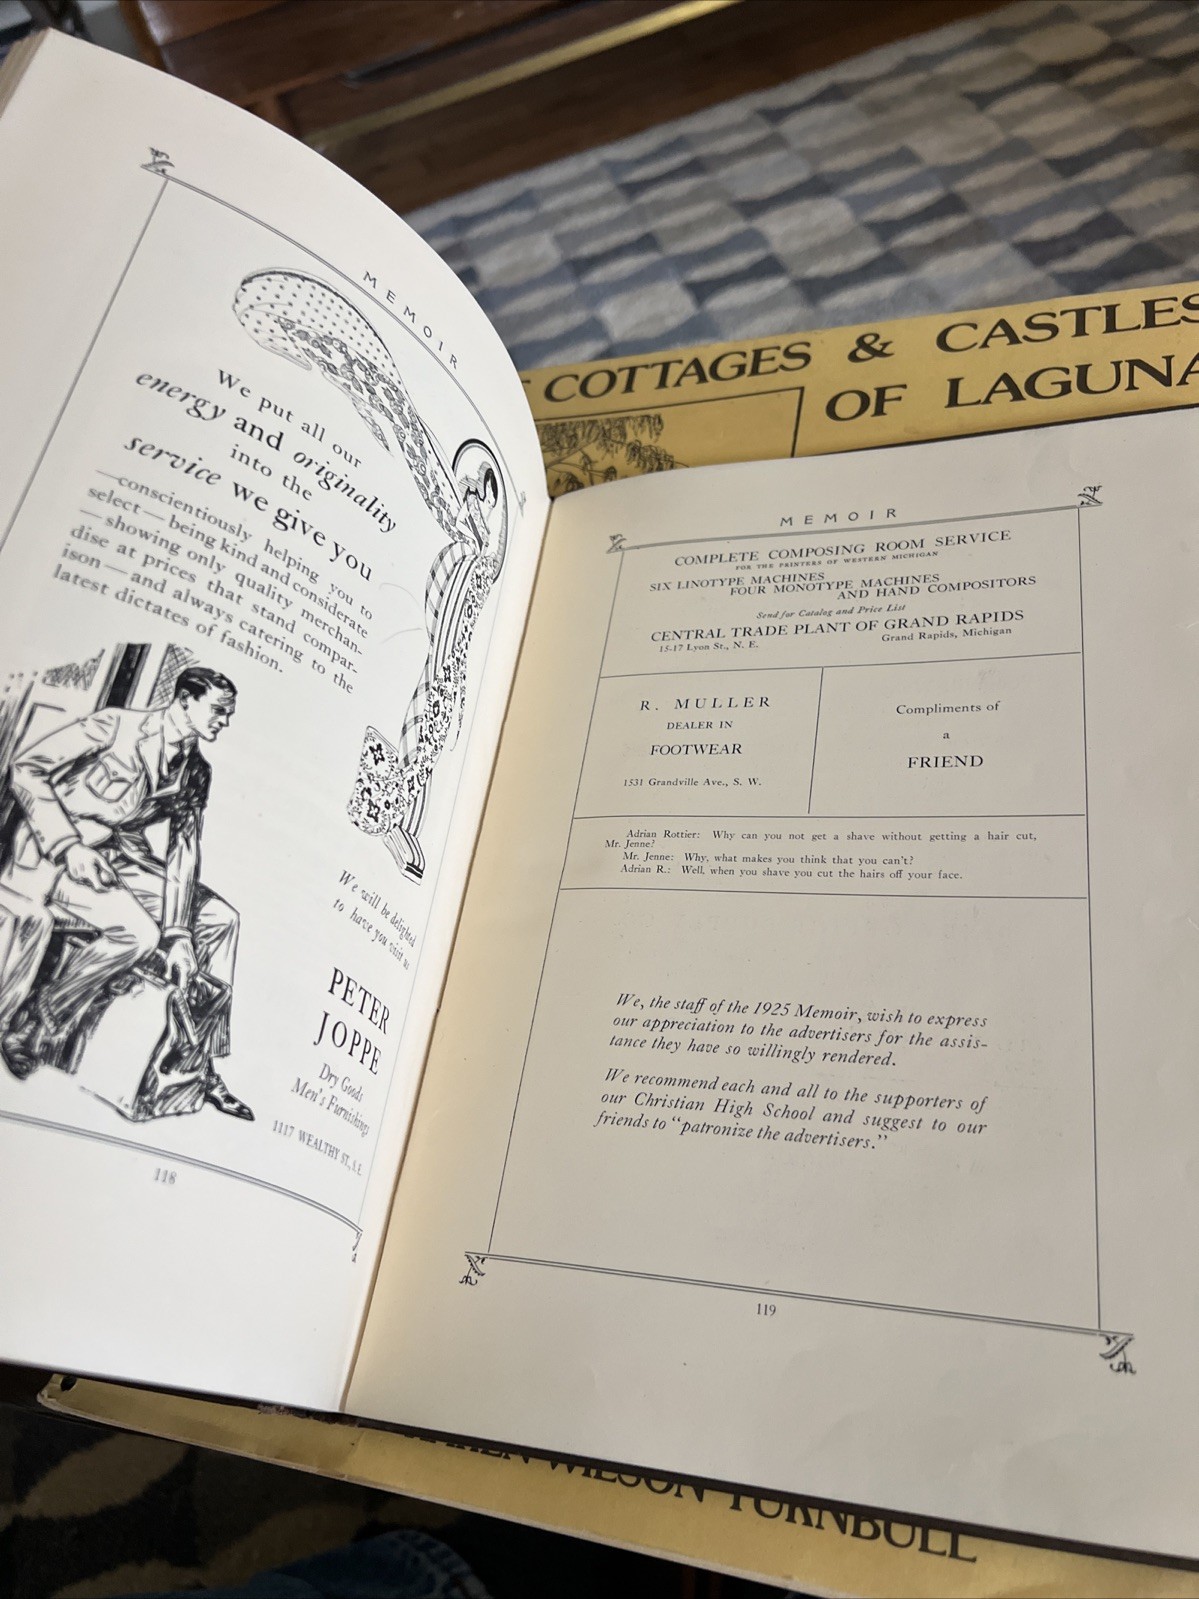 MEMOIR
We put all our
energy and originality
into the
service we give you
—conscientiously helping you to
select—being kind and considerate
—showing only quality merchan-
dise at prices that stand compar-
ison—and always catering to the
latest dictates of fashion.
We will be delighted
to have you visit us
PETER
JOPPE
Dry Goods
Men's Furnishings
1117 WEALTHY ST., S.E.
118
COTTAGES & CASTLES
OF LAGUNA
MEMOIR
COMPLETE COMPOSING ROOM SERVICE
FOR THE PRINTERS OF WESTERN MICHIGAN
SIX LINOTYPE MACHINES
FOUR MONOTYPE MACHINES
AND HAND COMPOSITORS
Send for Catalog and Price List
CENTRAL TRADE PLANT OF GRAND RAPIDS
15-17 Lyon St., N. E. Grand Rapids, Michigan
R. MULLER
DEALER IN
FOOTWEAR
1531 Grandville Ave., S. W.
Compliments of
a
FRIEND
Adrian Rottier: Why can you not get a shave without getting a hair cut,
Mr. Jenne?
Mr. Jenne: Why, what makes you think that you can't?
Adrian R.: Well, when you shave you cut the hairs off your face.
We, the staff of the 1925 Memoir, wish to express
our appreciation to the advertisers for the assis-
tance they have so willingly rendered.
We recommend each and all to the supporters of
our Christian High School and suggest to our
friends to "patronize the advertisers."
119
WILSON TURNBULL